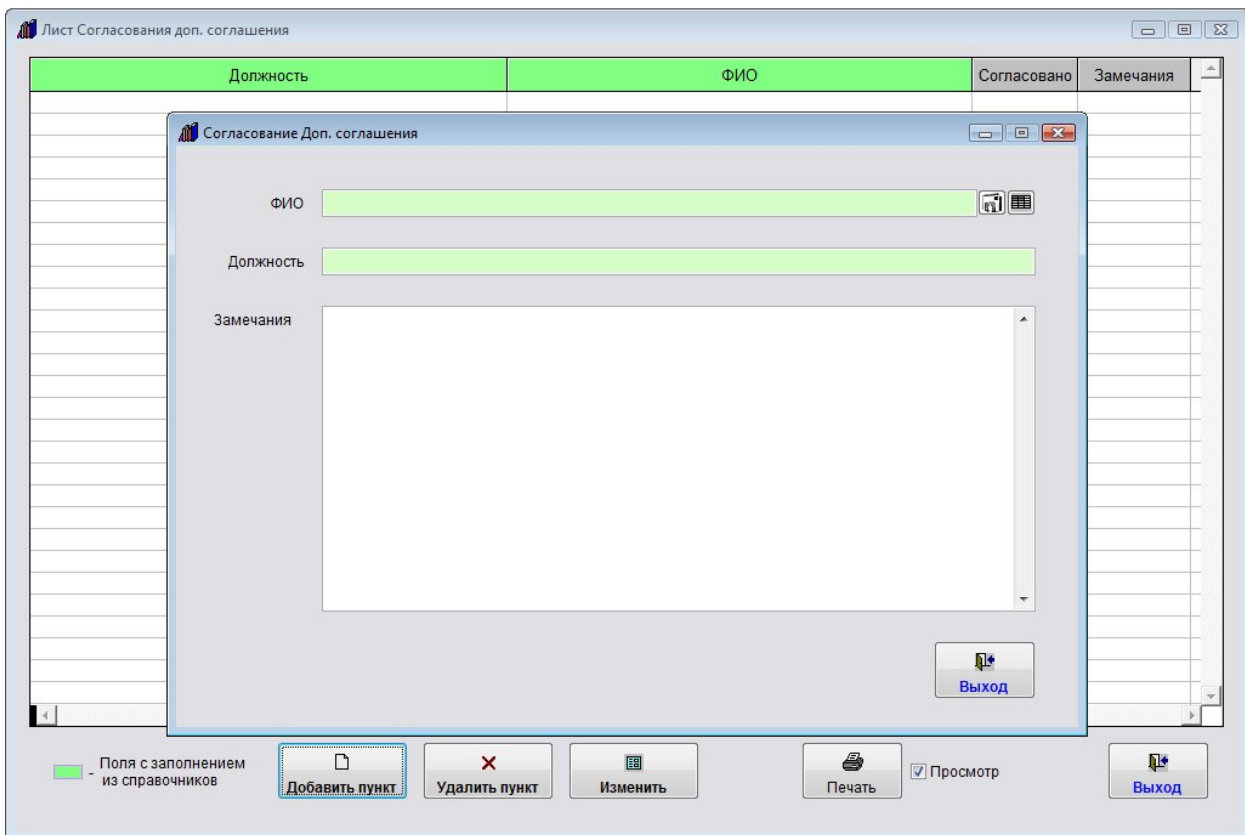 Лист Согласования доп. соглашения
Должность ФИО Согласовано Замечания
Согласование Доп. соглашения
ФИО
Должность
Замечания
Выход
- Поля с заполнением
из справочников
Добавить пункт
Удалить пункт
Изменить
Печать
Просмотр
Выход